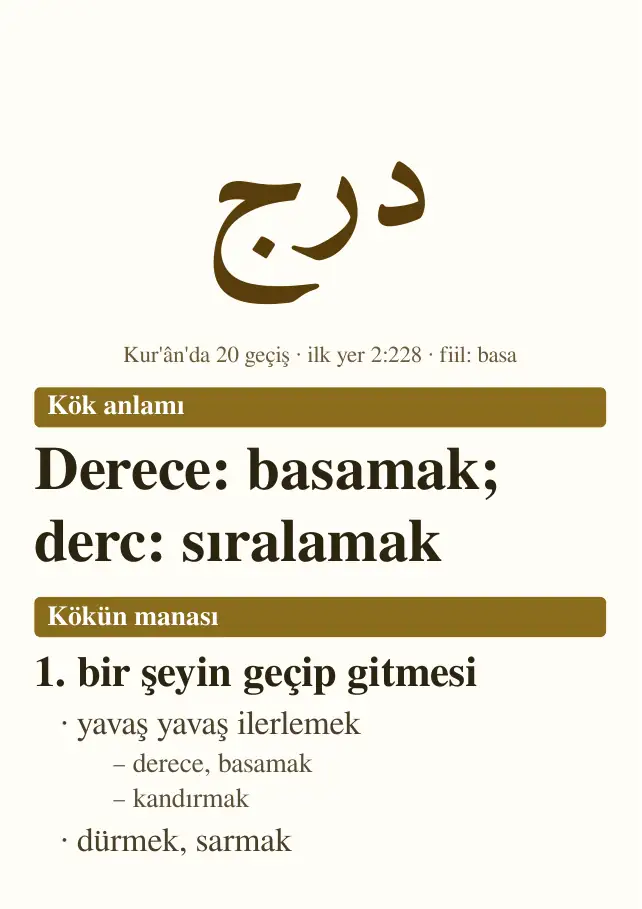 درج
Kur'ân'da 20 geçiş · ilk yer 2:228 · fiil: basa
Kök anlamı
Derece: basamak;
derc: sıralamak
Kökün manası
1. bir şeyin geçip gitmesi
· yavaş yavaş ilerlemek
– derece, basamak
– kandırmak
· dürmek, sarmak